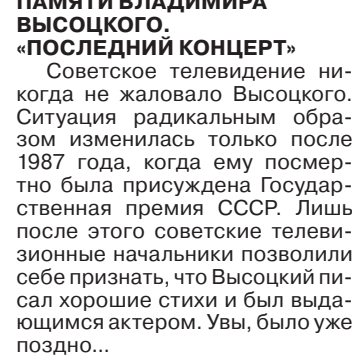 ПАМЯТИ ВЛАДИМИРА
ВЫСОЦКОГО.
«ПОСЛЕДНИЙ КОНЦЕРТ»
Советское телевидение ни-
когда не жаловало Высоцкого.
Ситуация радикальным обра-
зом изменилась только после
1987 года, когда ему посмер-
тно была присуждена Государ-
ственная премия СССР. Лишь
после этого советские телеви-
зионные начальники позволили
себе признать, что Высоцкий пи-
сал хорошие стихи и был выда-
ющимся актером. Увы, было уже
поздно...